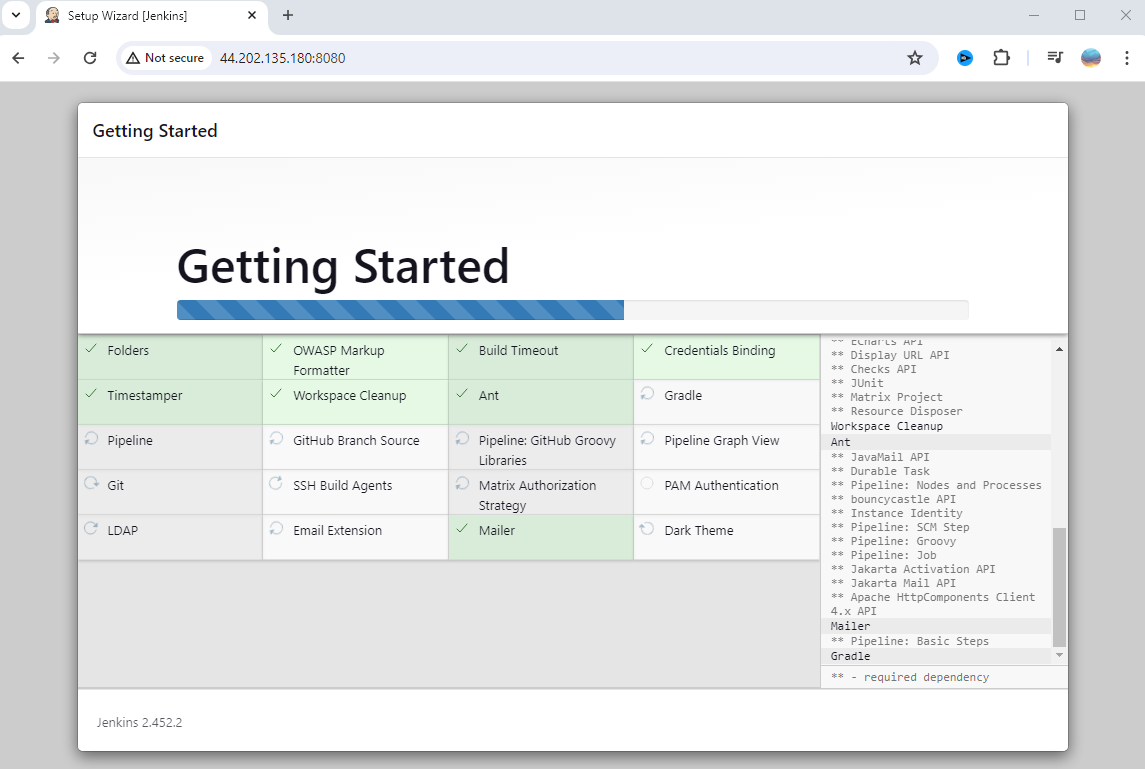 Setup Wizard [Jenkins]
Not secure
44.202.135.180:8080
Getting Started
Getting Started
Folders
OWASP Markup
Formatter
Build Timeout
Credentials Binding
Timestamper
Workspace Cleanup
Ant
Gradle
Pipeline
GitHub Branch Source
Pipeline: GitHub Groovy
Libraries
Pipeline Graph View
Git
SSH Build Agents
Matrix Authorization
Strategy
PAM Authentication
LDAP
Email Extension
Mailer
Dark Theme
** ECharts API
** Display URL API
** Checks API
** JUnit
** Matrix Project
** Resource Disposer
Workspace Cleanup
Ant
** JavaMail API
** Durable Task
** Pipeline: Nodes and Processes
** bouncycastle API
** Instance Identity
** Pipeline: SCM Step
** Pipeline: Groovy
** Pipeline: Job
** Jakarta Activation API
** Jakarta Mail API
** Apache HttpComponents Client
4.x API
Mailer
** Pipeline: Basic Steps
Gradle
** - required dependency
Jenkins 2.452.2